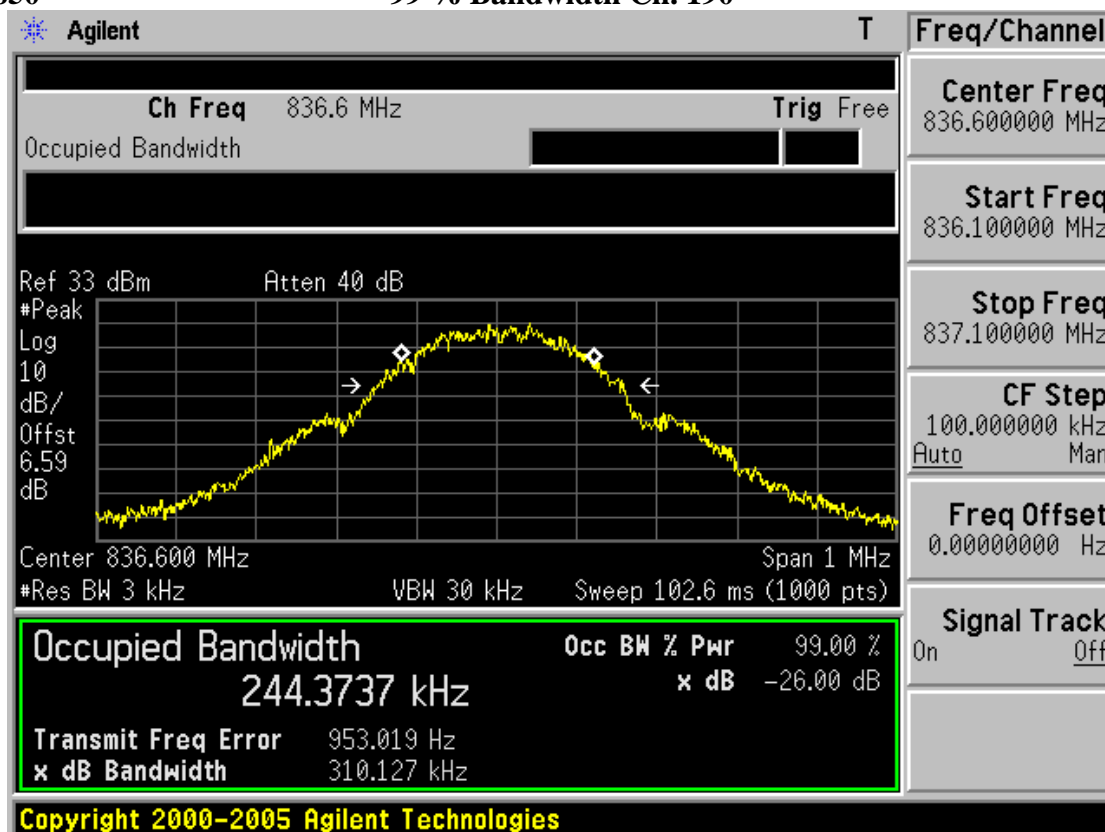 99 % Bandwidth Ch. 190
Agilent T
Freq/Channel
Ch Freq 836.6 MHz Trig Free
Occupied Bandwidth
Center Freq
836.600000 MHz
Start Freq
836.100000 MHz
Stop Freq
837.100000 MHz
CF Step
100.000000 kHz
Auto Man
Freq Offset
0.00000000 Hz
Signal Track
On Off
Ref 33 dBm Atten 40 dB
#Peak
Log
10
dB/
Offst
6.59
dB
Center 836.600 MHz Span 1 MHz
#Res BW 3 kHz VBW 30 kHz Sweep 102.6 ms (1000 pts)
Occupied Bandwidth
244.3737 kHz
Occ BW % Pwr 99.00 %
x dB -26.00 dB
Transmit Freq Error 953.019 Hz
x dB Bandwidth 310.127 kHz
Copyright 2000-2005 Agilent Technologies